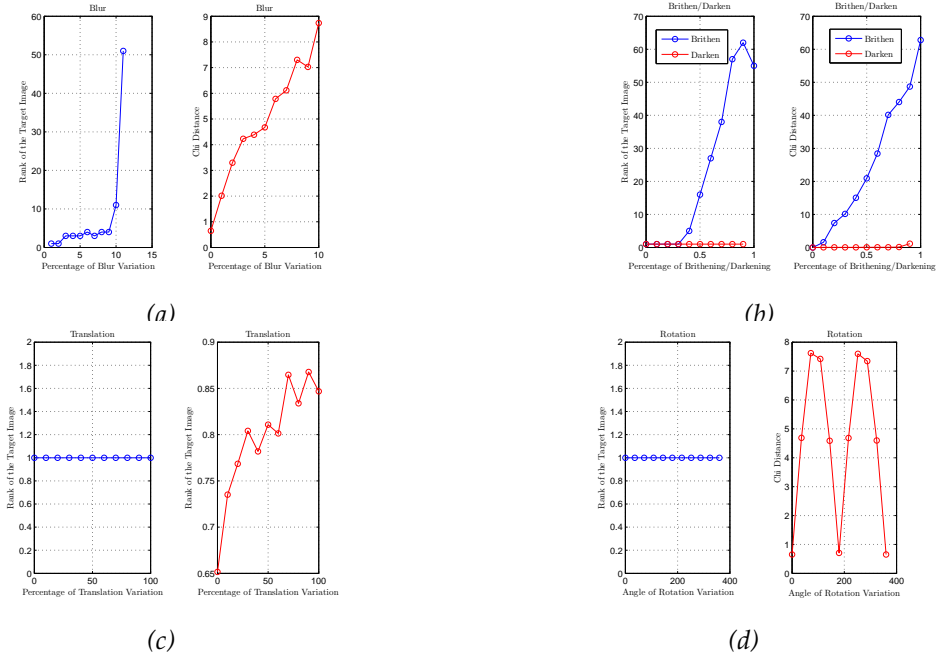 Blur
60
50
40
30
20
10
0
Rank of the Target Image
0 5 10 15
Percentage of Blur Variation
Blur
9
8
7
6
5
4
3
2
1
0
Chi Distance
0 5 10
Percentage of Blur Variation
(a)
Brithen/Darken
70
60
50
40
30
20
10
0
Rank of the Target Image
Brithen
Darken
0 0.5 1
Percentage of Brithening/Darkening
Brithen/Darken
70
60
50
40
30
20
10
0
Chi Distance
Brithen
Darken
0 0.5 1
Percentage of Brithening/Darkening
(b)
Translation
2
1.8
1.6
1.4
1.2
1
0.8
0.6
0.4
0.2
0
Rank of the Target Image
0 50 100
Percentage of Translation Variation
Translation
0.9
0.85
0.8
0.75
0.7
0.65
Rank of the Target Image
0 50 100
Percentage of Translation Variation
(c)
Rotation
2
1.8
1.6
1.4
1.2
1
0.8
0.6
0.4
0.2
0
Rank of the Target Image
0 200 400
Angle of Rotation Variation
Rotation
8
7
6
5
4
3
2
1
0
Chi Distance
0 200 400
Angle of Rotation Variation
(d)